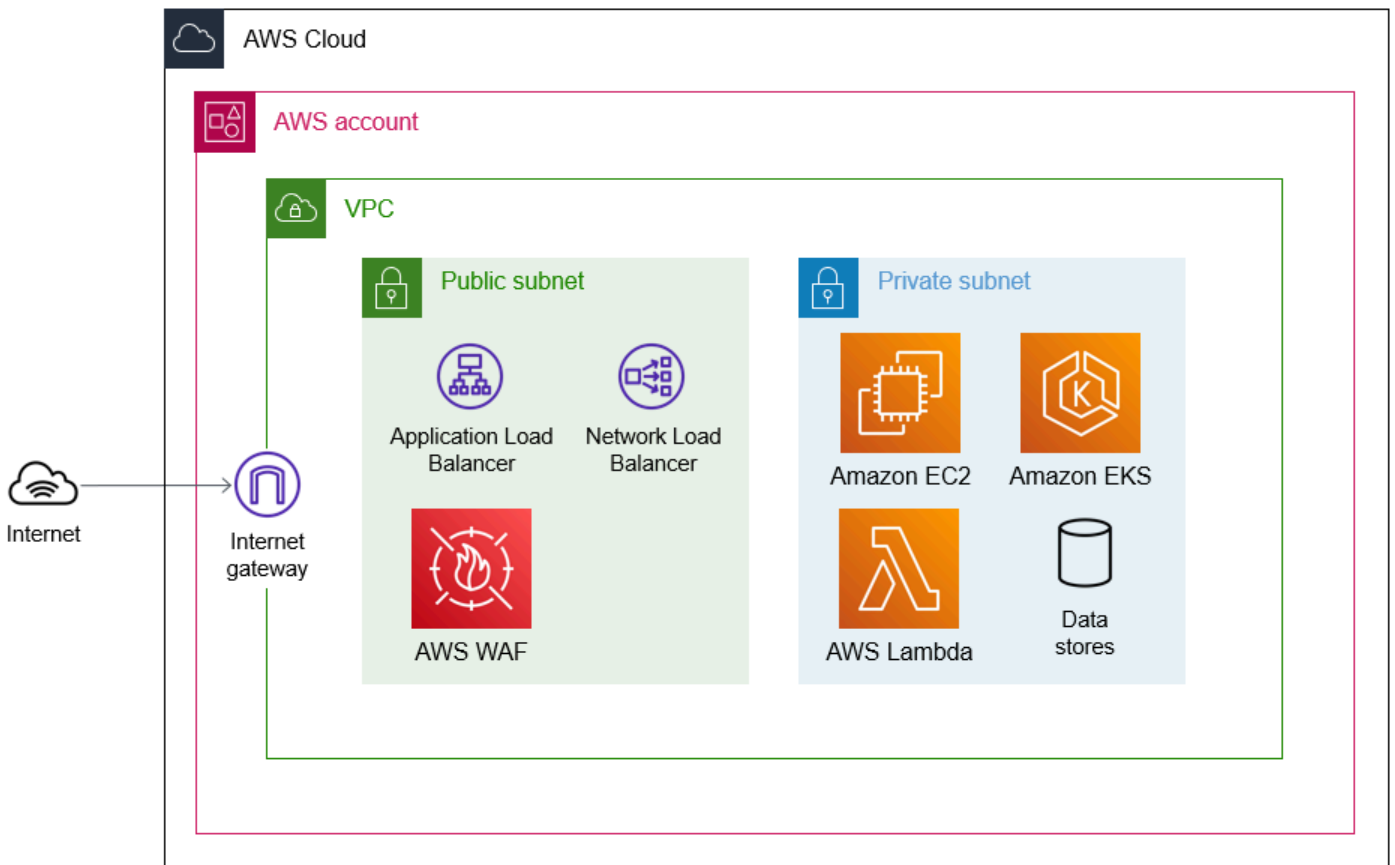 AWS Cloud
AWS account
VPC
Public subnet
Private subnet
Application Load
Balancer
Network Load
Balancer
Amazon EC2
Amazon EKS
Internet
Internet
gateway
AWS WAF
AWS Lambda
Data
stores